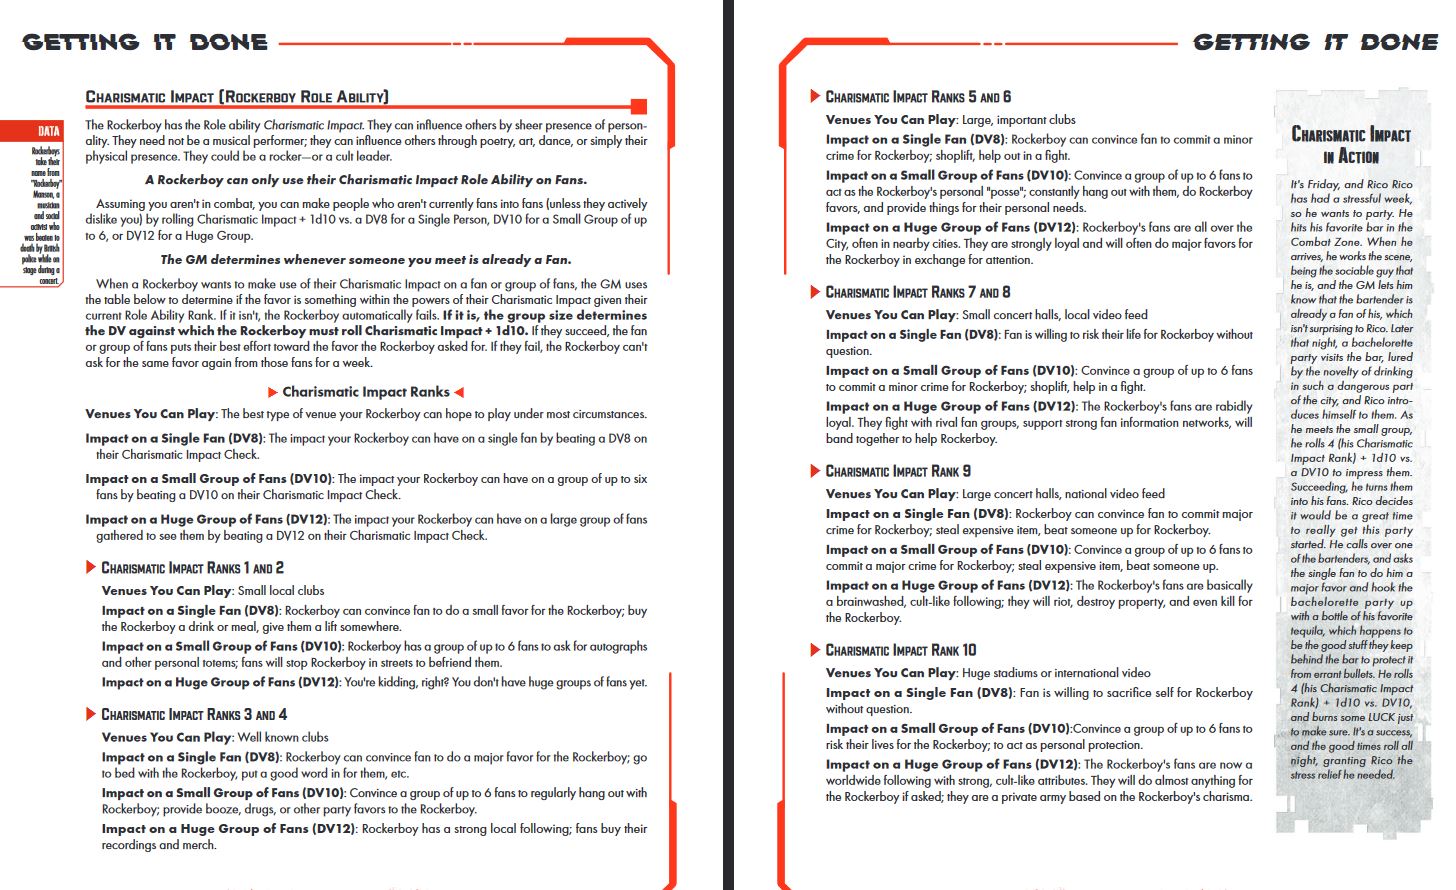 GETTING IT DONE
CHARISMATIC IMPACT (ROCKERBOY ROLE ABILITY)
The Rockerboy has the Role ability Charismatic Impact. They can influence others by sheer presence of person-
ality. They need not be a musical performer; they can influence others through poetry, art, dance, or simply their
physical presence. They could be a rocker—or a cult leader.
A Rockerboy can only use their Charismatic Impact Role Ability on Fans.
Assuming you aren't in combat, you can make people who aren't currently fans into fans (unless they actively
dislike you) by rolling Charismatic Impact + 1d10 vs. a DV8 for a Single Person, DV10 for a Small Group of up
to 6, or DV12 for a Huge Group.
The GM determines whenever someone you meet is already a Fan.
When a Rockerboy wants to make use of their Charismatic Impact on a fan or group of fans, the GM uses
the table below to determine if the favor is something within the powers of their Charismatic Impact given their
current Role Ability Rank. If it isn't, the Rockerboy automatically fails. If it is, the group size determines
the DV against which the Rockerboy must roll Charismatic Impact + 1d10. If they succeed, the fan
or group of fans puts their best effort toward the favor the Rockerboy asked for. If they fail, the Rockerboy can't
ask for the same favor again from those fans for a week.
DATA
Rockerboys
take their
name from
"Rockerboy"
Manson, a
musician
and social
activist who
was beaten to
death by British
police while on
stage during a
concert.
Charismatic Impact Ranks
Venues You Can Play: The best type of venue your Rockerboy can hope to play under most circumstances.
Impact on a Single Fan (DV8): The impact your Rockerboy can have on a single fan by beating a DV8 on
their Charismatic Impact Check.
Impact on a Small Group of Fans (DV10): The impact your Rockerboy can have on a group of up to six
fans by beating a DV10 on their Charismatic Impact Check.
Impact on a Huge Group of Fans (DV12): The impact your Rockerboy can have on a large group of fans
gathered to see them by beating a DV12 on their Charismatic Impact Check.
CHARISMATIC IMPACT RANKS 1 AND 2
Venues You Can Play: Small local clubs
Impact on a Single Fan (DV8): Rockerboy can convince fan to do a small favor for the Rockerboy; buy
the Rockerboy a drink or meal, give them a lift somewhere.
Impact on a Small Group of Fans (DV10): Rockerboy has a group of up to 6 fans to ask for autographs
and other personal totems; fans will stop Rockerboy in streets to befriend them.
Impact on a Huge Group of Fans (DV12): You're kidding, right? You don't have huge groups of fans yet.
CHARISMATIC IMPACT RANKS 3 AND 4
Venues You Can Play: Well known clubs
Impact on a Single Fan (DV8): Rockerboy can convince fan to do a major favor for the Rockerboy; go
to bed with the Rockerboy, put a good word in for them, etc.
Impact on a Small Group of Fans (DV10): Convince a group of up to 6 fans to regularly hang out with
Rockerboy; provide booze, drugs, or other party favors to the Rockerboy.
Impact on a Huge Group of Fans (DV12): Rockerboy has a strong local following; fans buy their
recordings and merch.
GETTING IT DONE
CHARISMATIC IMPACT RANKS 5 AND 6
Venues You Can Play: Large, important clubs
Impact on a Single Fan (DV8): Rockerboy can convince fan to commit a minor
crime for Rockerboy; shoplift, help out in a fight.
Impact on a Small Group of Fans (DV10): Convince a group of up to 6 fans to
act as the Rockerboy's personal "posse"; constantly hang out with them, do Rockerboy
favors, and provide things for their personal needs.
Impact on a Huge Group of Fans (DV12): Rockerboy's fans are all over the
City, often in nearby cities. They are strongly loyal and will often do major favors for
the Rockerboy in exchange for attention.
CHARISMATIC IMPACT RANKS 7 AND 8
Venues You Can Play: Small concert halls, local video feed
Impact on a Single Fan (DV8): Fan is willing to risk their life for Rockerboy without
question.
Impact on a Small Group of Fans (DV10): Convince a group of up to 6 fans
to commit a minor crime for Rockerboy; shoplift, help in a fight.
Impact on a Huge Group of Fans (DV12): The Rockerboy's fans are rabidly
loyal. They fight with rival fan groups, support strong fan information networks, will
band together to help Rockerboy.
CHARISMATIC IMPACT RANK 9
Venues You Can Play: Large concert halls, national video feed
Impact on a Single Fan (DV8): Rockerboy can convince fan to commit major
crime for Rockerboy; steal expensive item, beat someone up for Rockerboy.
Impact on a Small Group of Fans (DV10): Convince a group of up to 6 fans to
commit a major crime for Rockerboy; steal expensive item, beat someone up.
Impact on a Huge Group of Fans (DV12): The Rockerboy's fans are basically
a brainwashed, cult-like following; they will riot, destroy property, and even kill for
the Rockerboy.
CHARISMATIC IMPACT RANK 10
Venues You Can Play: Huge stadiums or international video
Impact on a Single Fan (DV8): Fan is willing to sacrifice self for Rockerboy
without question.
Impact on a Small Group of Fans (DV10):Convince a group of up to 6 fans to
risk their lives for the Rockerboy; to act as personal protection.
Impact on a Huge Group of Fans (DV12): The Rockerboy's fans are now a
worldwide following with strong, cult-like attributes. They will do almost anything for
the Rockerboy if asked; they are a private army based on the Rockerboy's charisma.
CHARISMATIC IMPACT
IN ACTION
It's Friday, and Rico Rico
has had a stressful week,
so he wants to party. He
hits his favorite bar in the
Combat Zone. When he
arrives, he works the scene,
being the sociable guy that
he is, and the GM lets him
know that the bartender is
already a fan of his, which
isn't surprising to Rico. Later
that night, a bachelorette
party visits the bar, lured
by the novelty of drinking
in such a dangerous part
of the city, and Rico intro-
duces himself to them. As
he meets the small group,
he rolls 4 (his Charismatic
Impact Rank) + 1d10 vs.
a DV10 to impress them.
Succeeding, he turns them
into his fans. Rico decides
it would be a great time
to really get this party
started. He calls over one
of the bartenders, and asks
the single fan to do him a
major favor and hook the
bachelorette party up
with a bottle of his favorite
tequila, which happens to
be the good stuff they keep
behind the bar to protect it
from errant bullets. He rolls
4 (his Charismatic Impact
Rank) + 1d10 vs. DV10,
and burns some LUCK just
to make sure. It's a success,
and the good times roll all
night, granting Rico the
stress relief he needed.